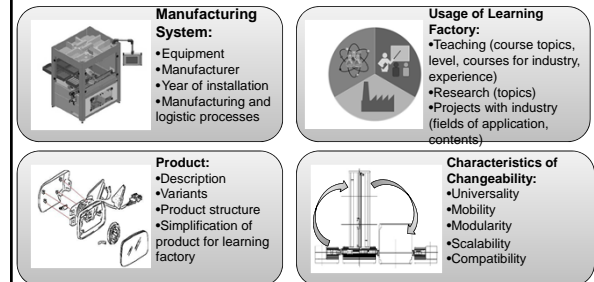 Manufacturing
System:
•Equipment
•Manufacturer
•Year of installation
•Manufacturing and
logistic processes
Usage of Learning
Factory:
•Teaching (course topics,
level, courses for industry,
experience)
•Research (topics)
•Projects with industry
(fields of application,
contents)
Product:
•Description
•Variants
•Product structure
•Simplification of
product for learning
factory
Characteristics of
Changeability:
•Universality
•Mobility
•Modularity
•Scalability
•Compatibility